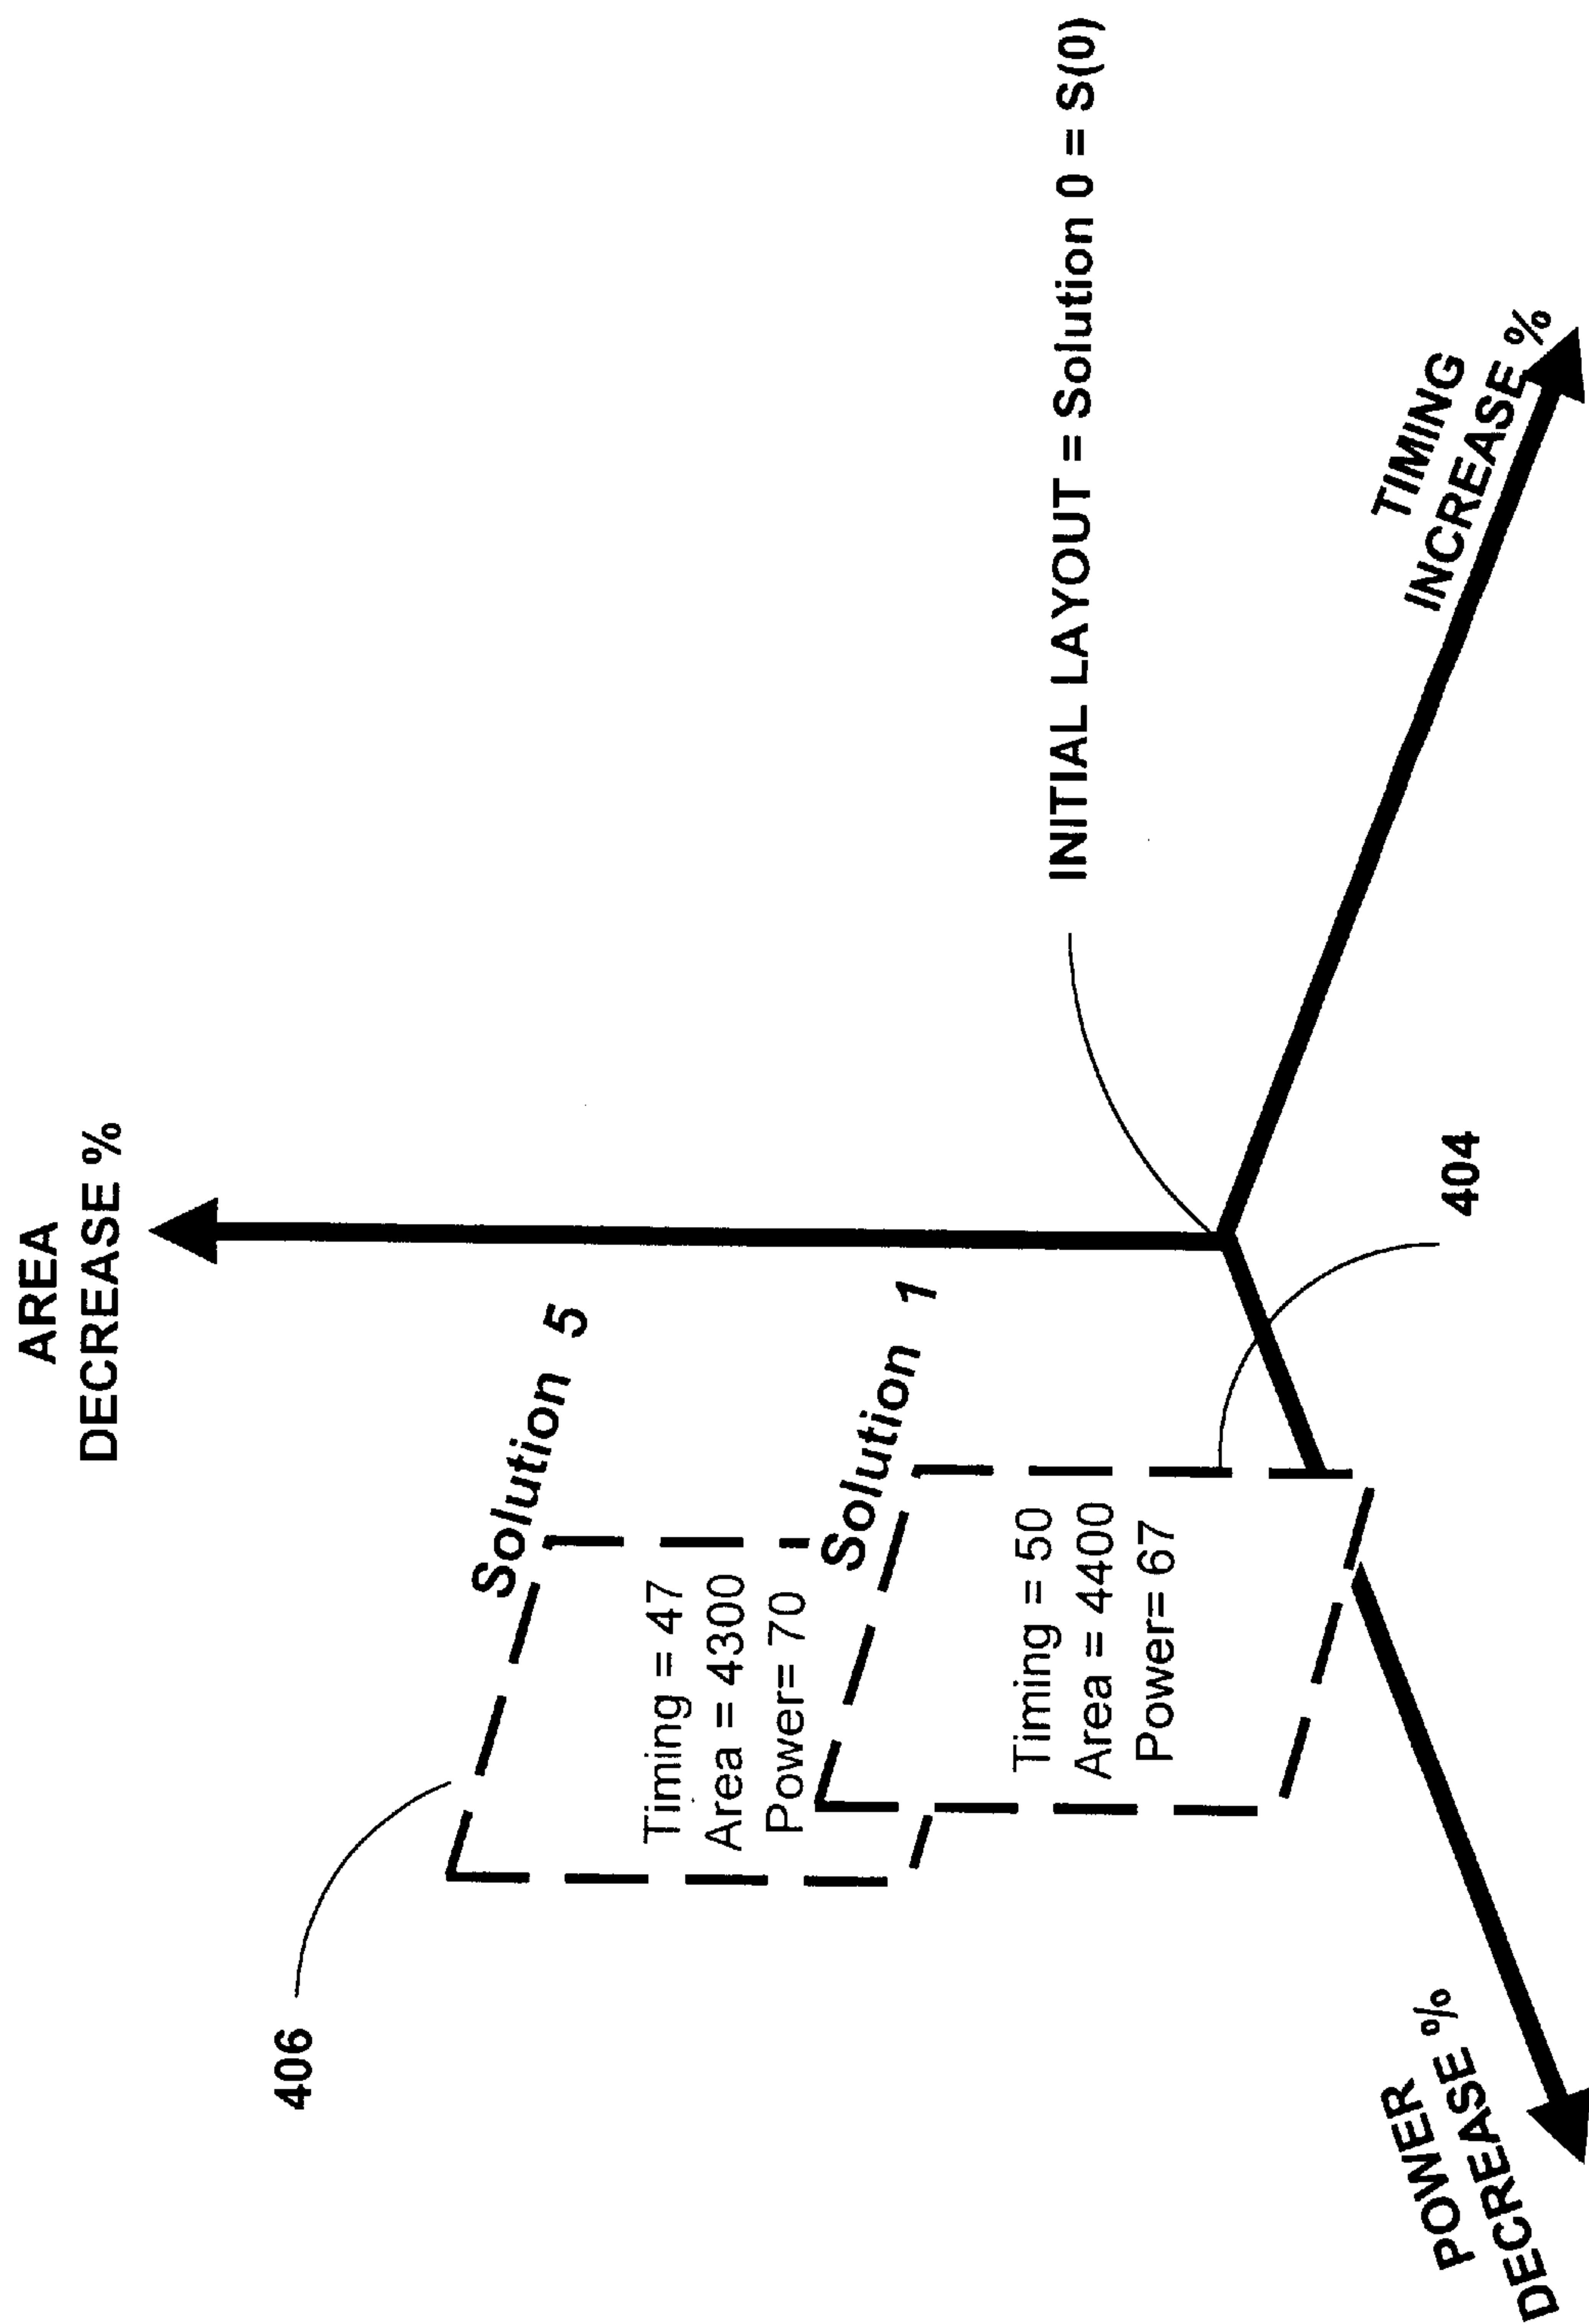 AREA
DECREASE %
Solution 5
Timing = 47
Area = 4300
Power= 70
406
Solution 1
Timing = 50
Area = 4400
Power= 67
INITIAL LAYOUT = Solution 0 = S(0)
404
POWER
DECREASE %
TIMING
INCREASE %